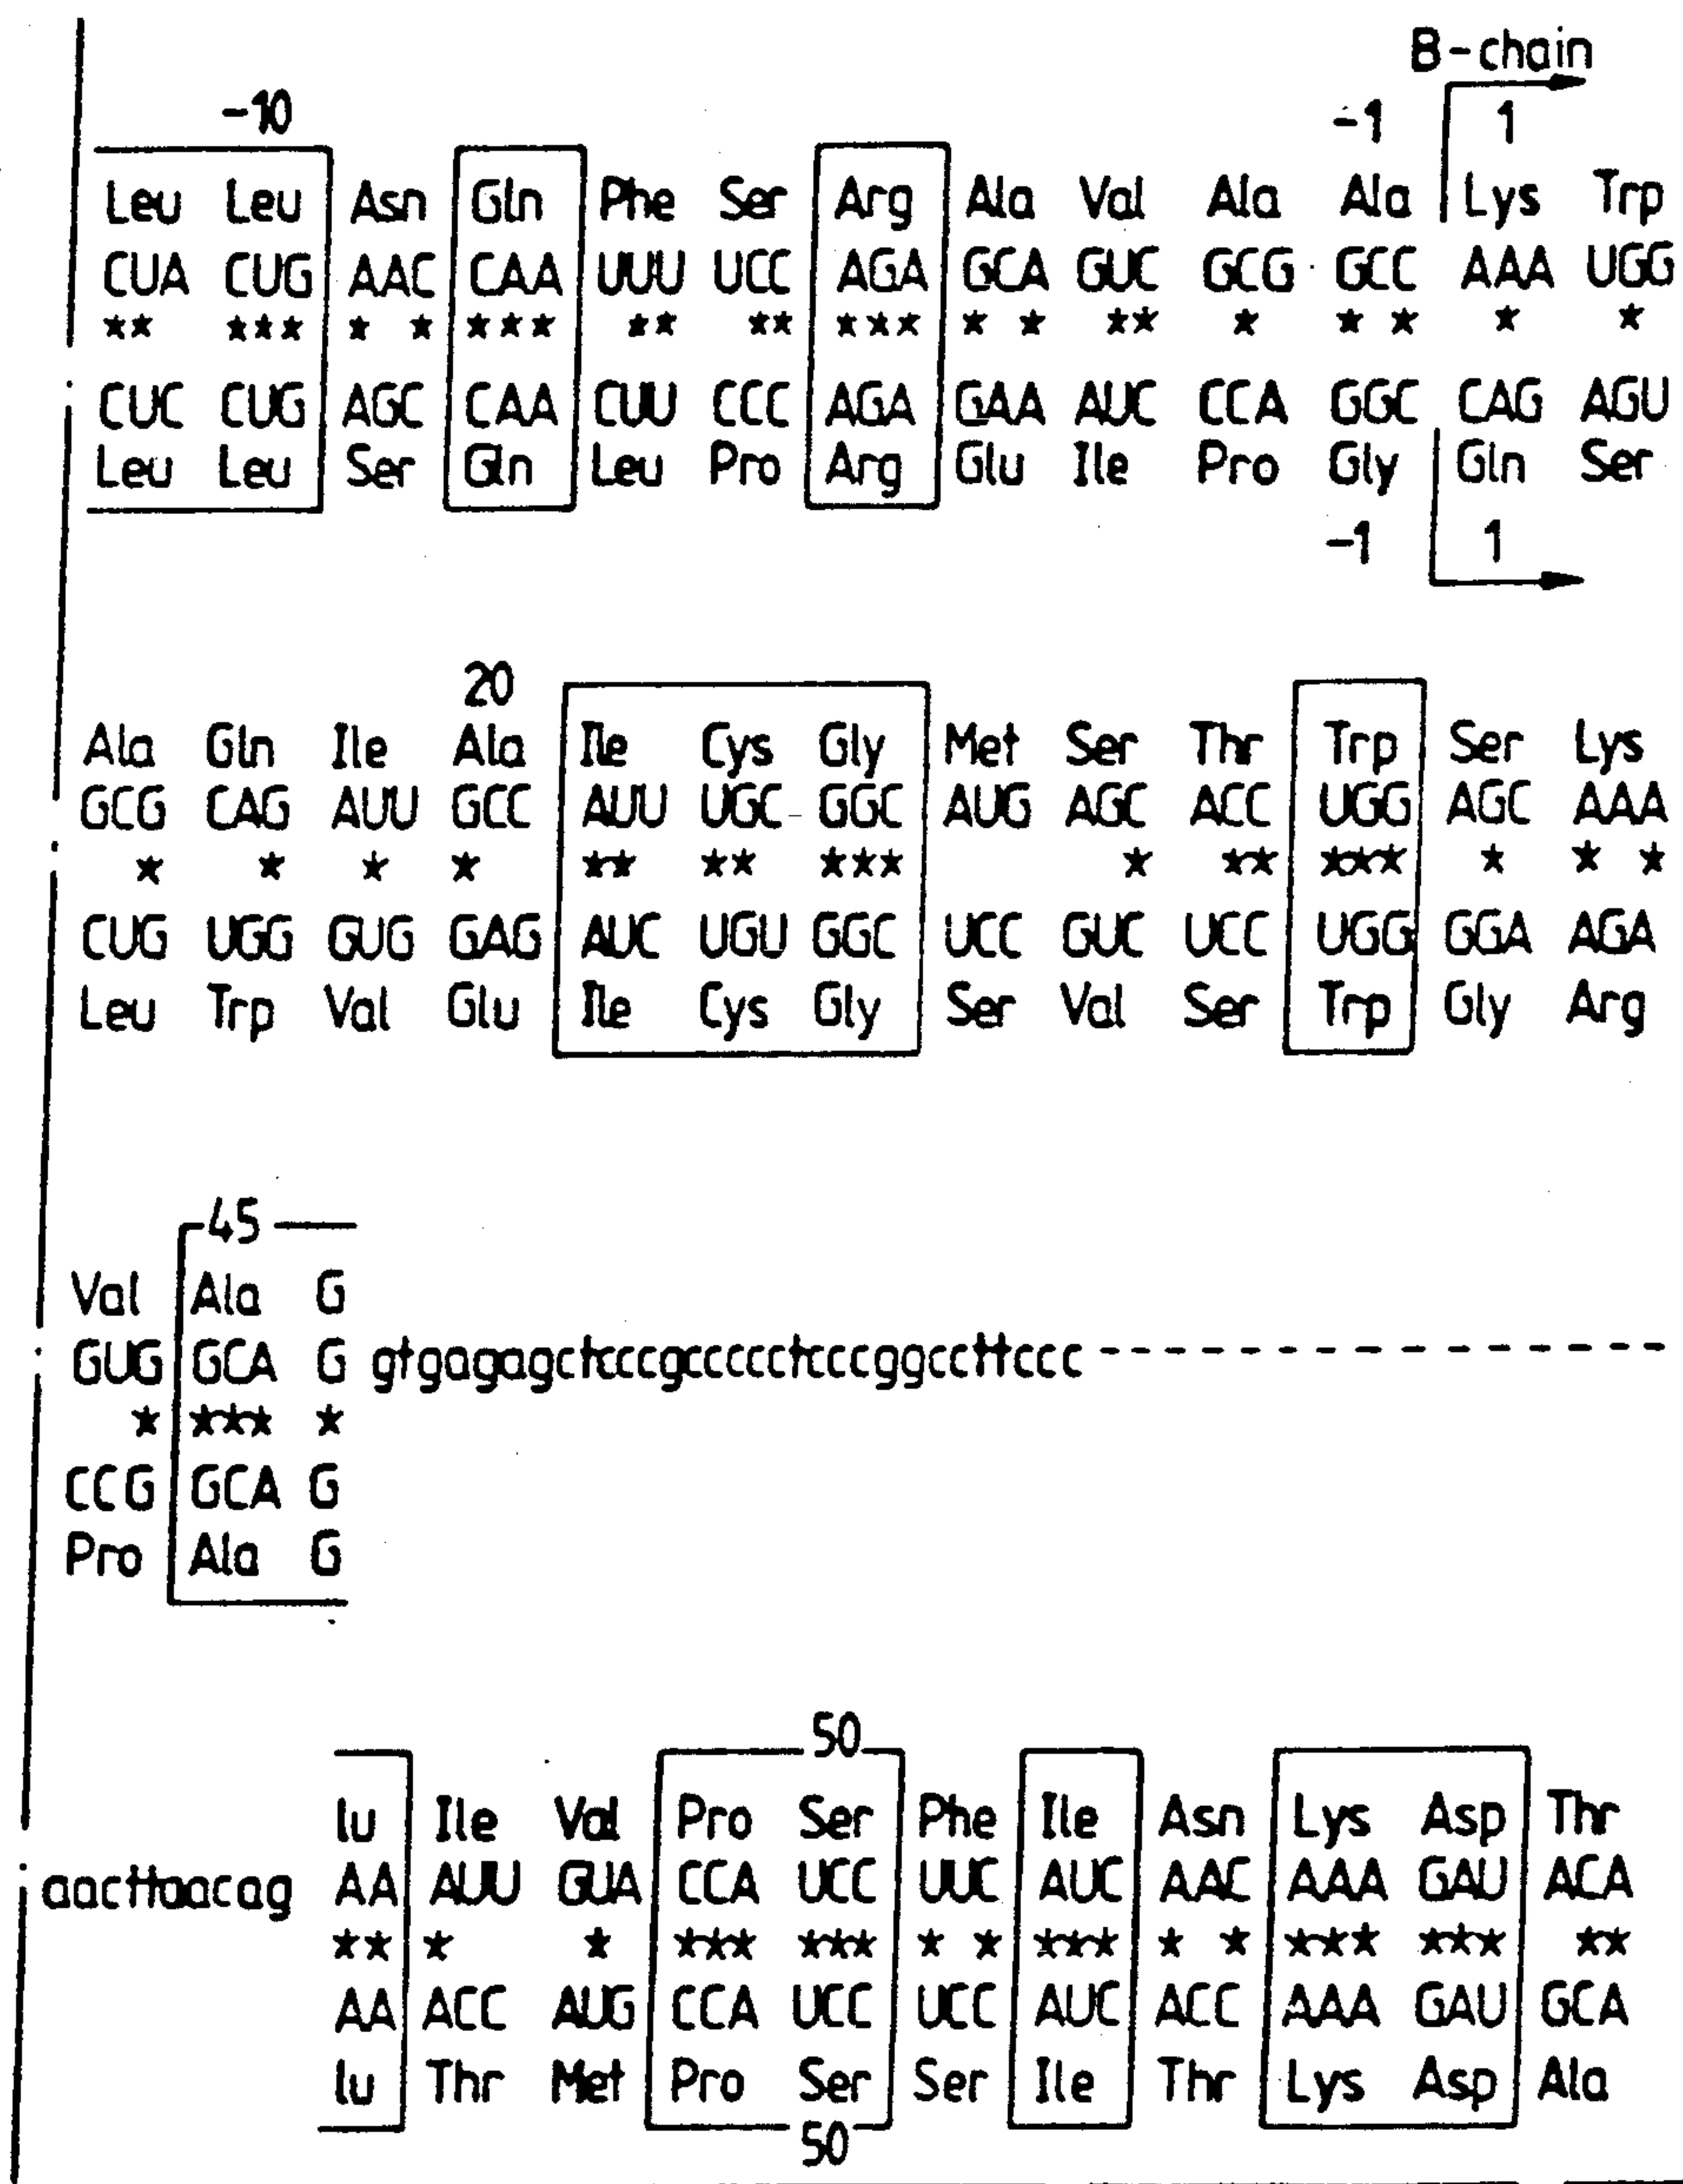 B-chain
-10 -1 1
Leu Leu Asn Gln Phe Ser Arg Ala Val Ala Ala Lys Trp
CUA CUG AAC CAA UUU UCC AGA GCA GUC GCG GCC AAA UGG
** *** * * *** ** ** *** * * ** * * * * *
CUC CUG AGC CAA CUU CCC AGA GAA AUC CCA GGC CAG AGU
Leu Leu Ser Gln Leu Pro Arg Glu Ile Pro Gly Gln Ser
-1 1
20
Ala Gln Ile Ala Ile Cys Gly Met Ser Thr Trp Ser Lys
GCG CAG AUU GCC AUU UGC GGC AUG AGC ACC UGG AGC AAA
* * * * ** ** *** * ** *** * * *
CUG UGG GUG GAG AUC UGU GGC UCC GUC UCC UGG GGA AGA
Leu Trp Val Glu Ile Cys Gly Ser Val Ser Trp Gly Arg
45
Val Ala G
GUG GCA G gtgagagctcccgcccccctcccggccttccc ---------------
* *** *
CCG GCA G
Pro Ala G
50
lu Ile Val Pro Ser Phe Ile Asn Lys Asp Thr
aacttaacag AA AUU GUA CCA UCC UUC AUC AAC AAA GAU ACA
** * * *** *** * * *** * * *** *** **
AA ACC AUG CCA UCC UCC AUC ACC AAA GAU GCA
lu Thr Met Pro Ser Ser Ile Thr Lys Asp Ala
50